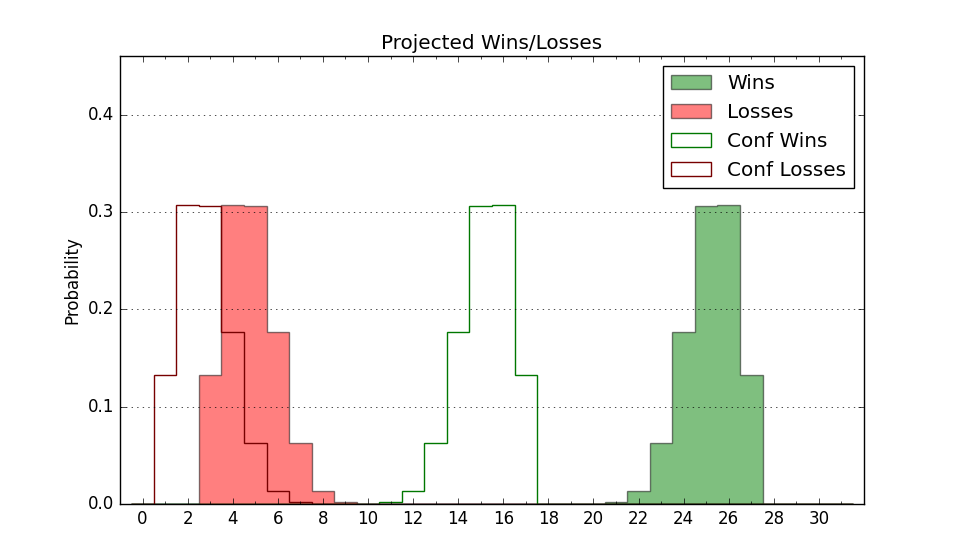 Projected Wins/Losses
Wins
Losses
Conf Wins
Conf Losses
Probability
0.4
0.3
0.2
0.1
0.0
0 2 4 6 8 10 12 14 16 18 20 22 24 26 28 30